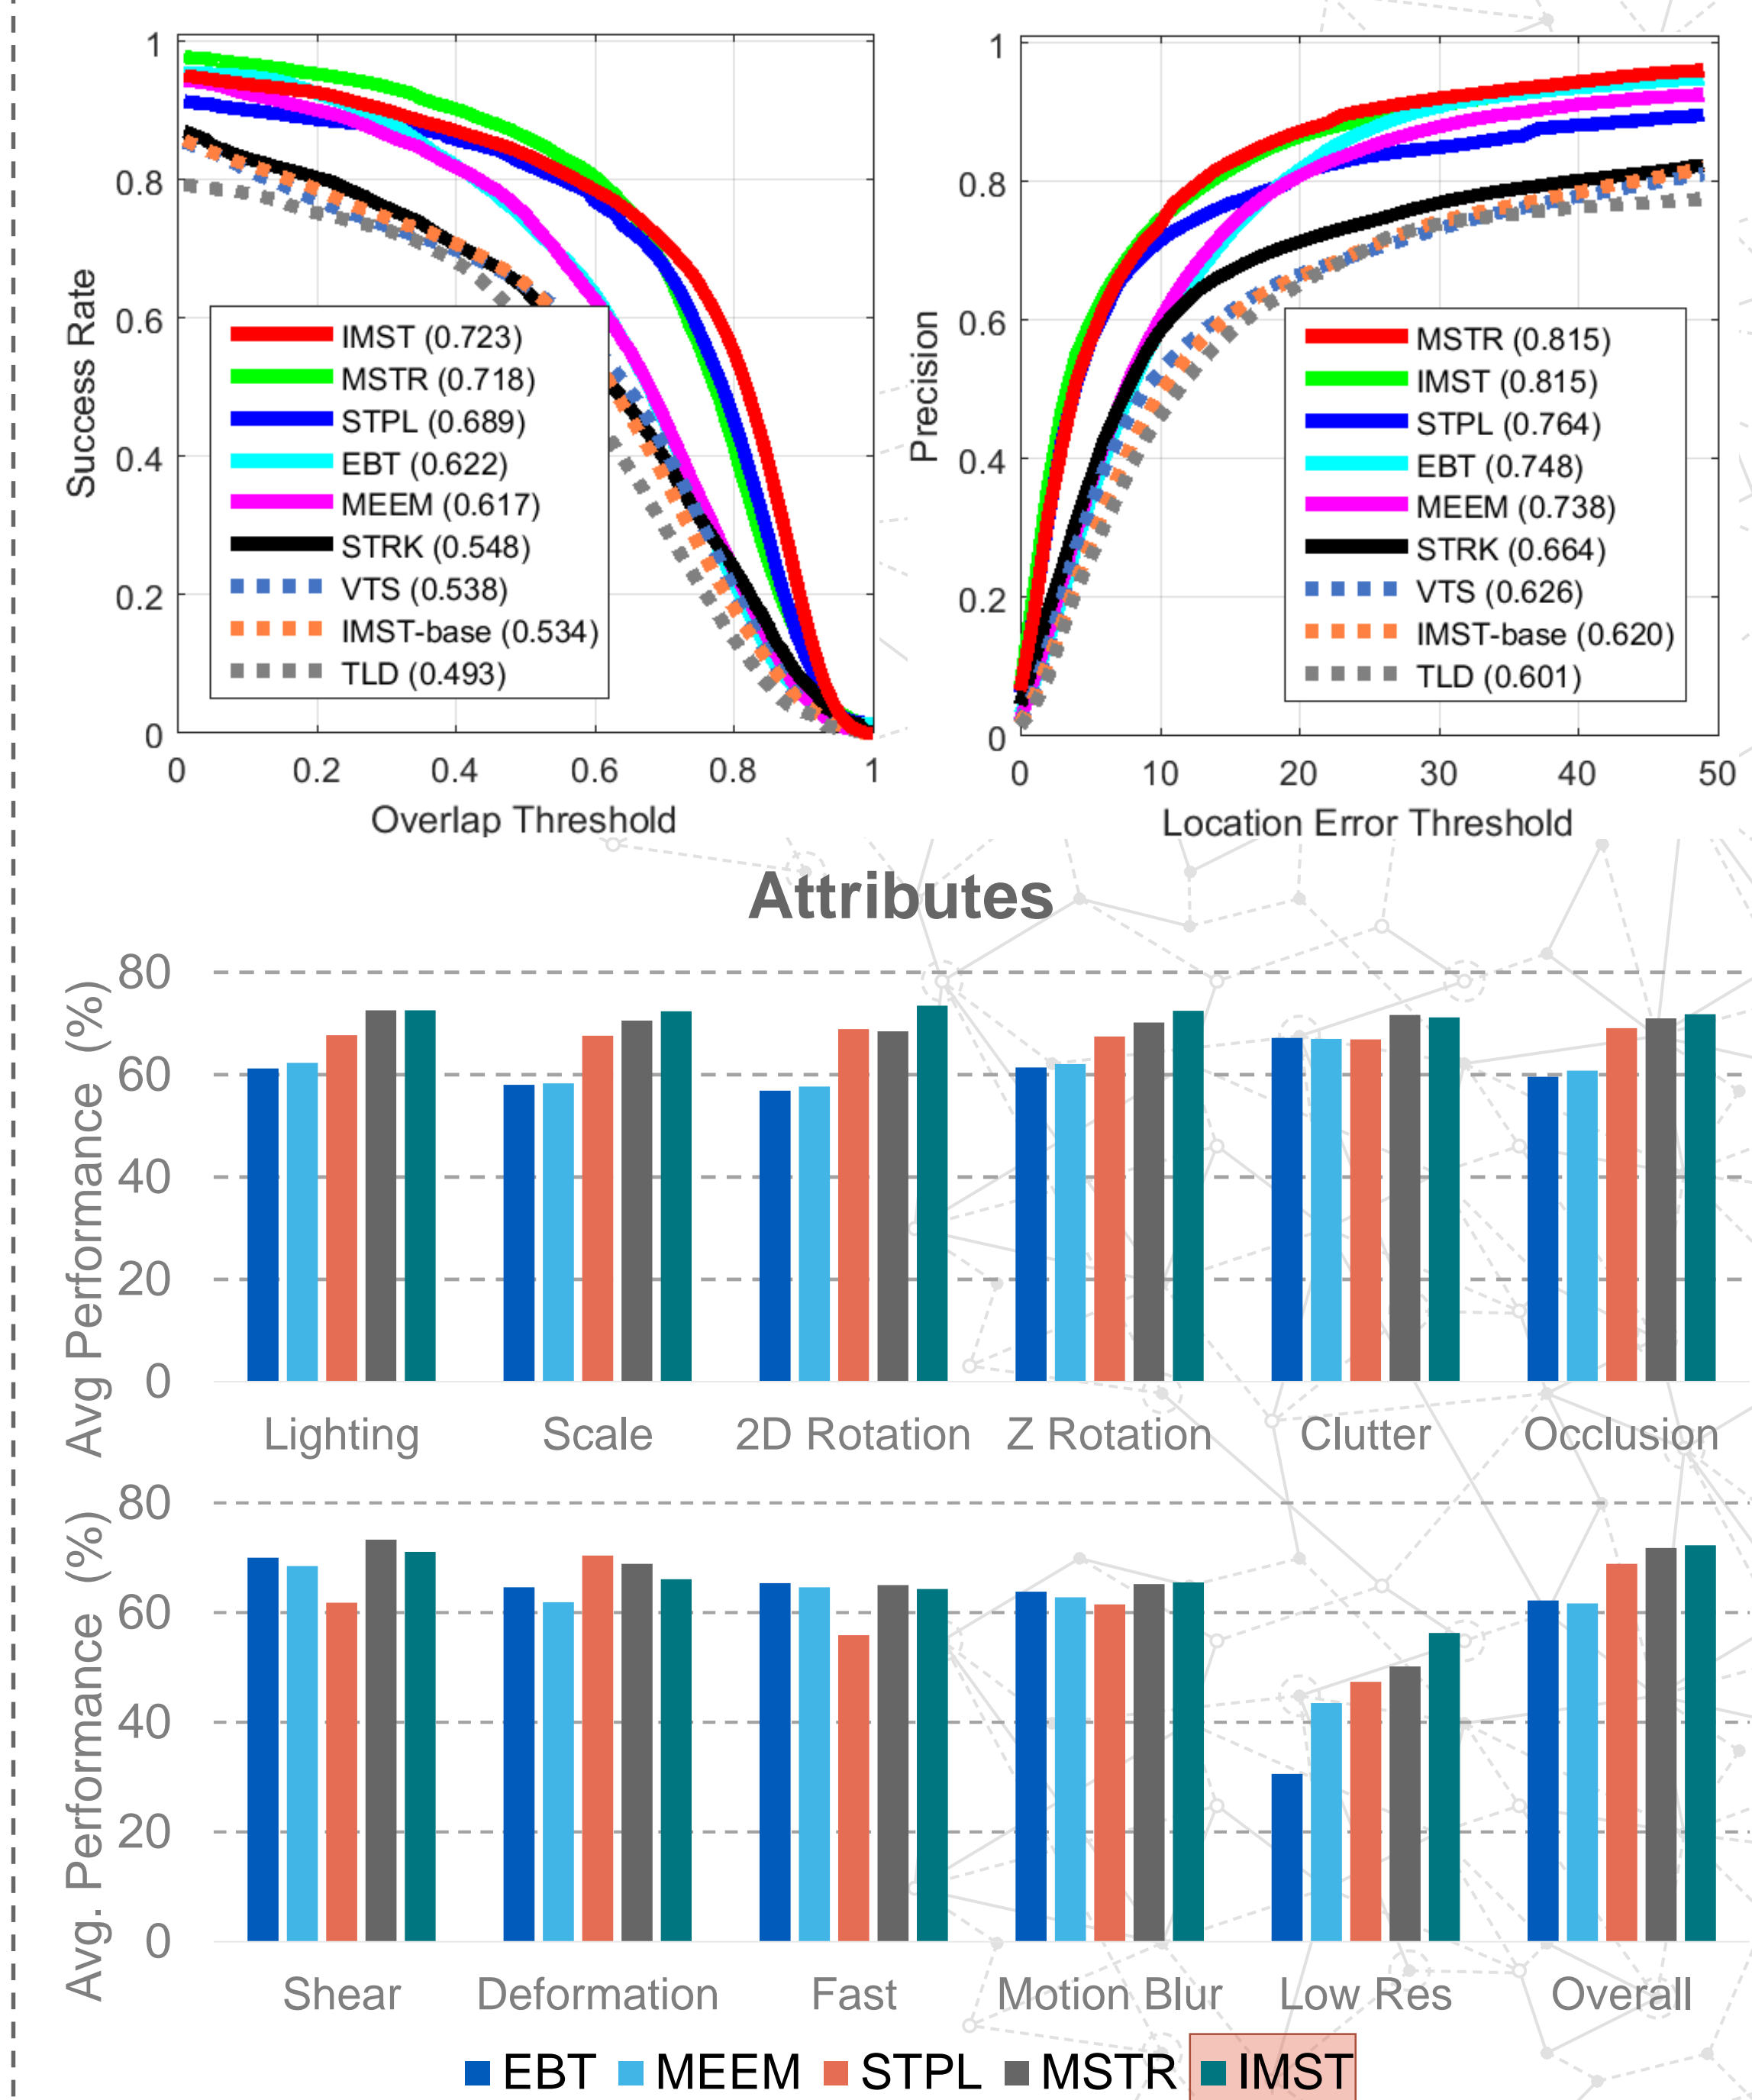 1
0.8
0.6
0.4
0.2
0
Success Rate
IMST (0.723)
MSTR (0.718)
STPL (0.689)
EBT (0.622)
MEEM (0.617)
STRK (0.548)
VTS (0.538)
IMST-base (0.534)
TLD (0.493)
0 0.2 0.4 0.6 0.8 1
Overlap Threshold
1
0.8
0.6
0.4
0.2
0
Precision
MSTR (0.815)
IMST (0.815)
STPL (0.764)
EBT (0.748)
MEEM (0.738)
STRK (0.664)
VTS (0.626)
IMST-base (0.620)
TLD (0.601)
0 10 20 30 40 50
Location Error Threshold
Attributes
Avg Performance (%)
80
60
40
20
0
Lighting Scale 2D Rotation Z Rotation Clutter Occlusion
Avg. Performance (%)
80
60
40
20
0
Shear Deformation Fast Motion Blur Low Res Overall
EBT MEEM STPL MSTR IMST